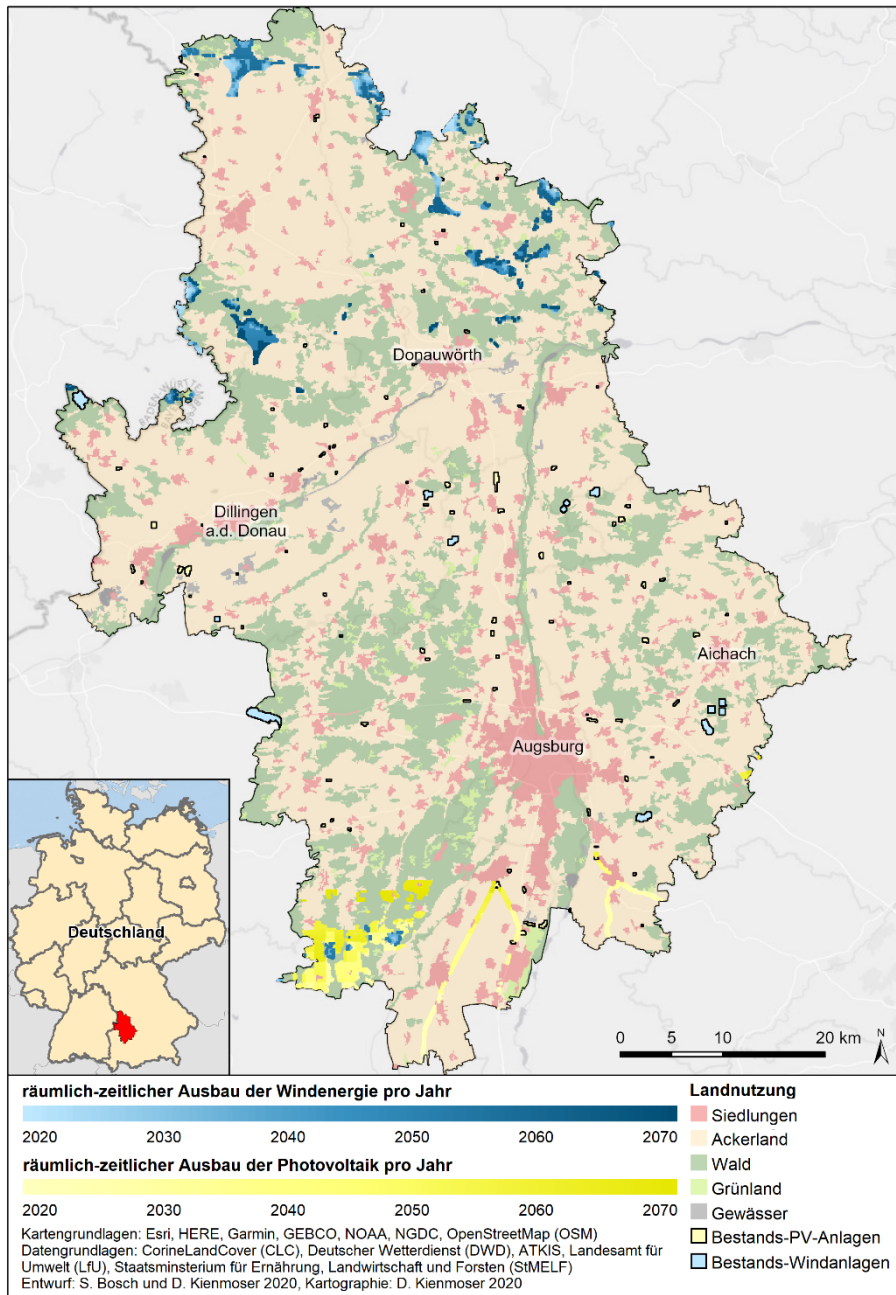 Donauwörth
Dillingen
a.d. Donau
Aichach
Augsburg
Deutschland
0 5 10 20 km
N
räumlich-zeitlicher Ausbau der Windenergie pro Jahr
2020 2030 2040 2050 2060 2070
räumlich-zeitlicher Ausbau der Photovoltaik pro Jahr
2020 2030 2040 2050 2060 2070
Kartengrundlagen: Esri, HERE, Garmin, GEBCO, NOAA, NGDC, OpenStreetMap (OSM)
Datengrundlagen: CorineLandCover (CLC), Deutscher Wetterdienst (DWD), ATKIS, Landesamt für
Umwelt (LfU), Staatsministerium für Ernährung, Landwirtschaft und Forsten (StMELF)
Entwurf: S. Bosch und D. Kienmoser 2020, Kartographie: D. Kienmoser 2020
Landnutzung
Siedlungen
Ackerland
Wald
Grünland
Gewässer
Bestands-PV-Anlagen
Bestands-Windanlagen